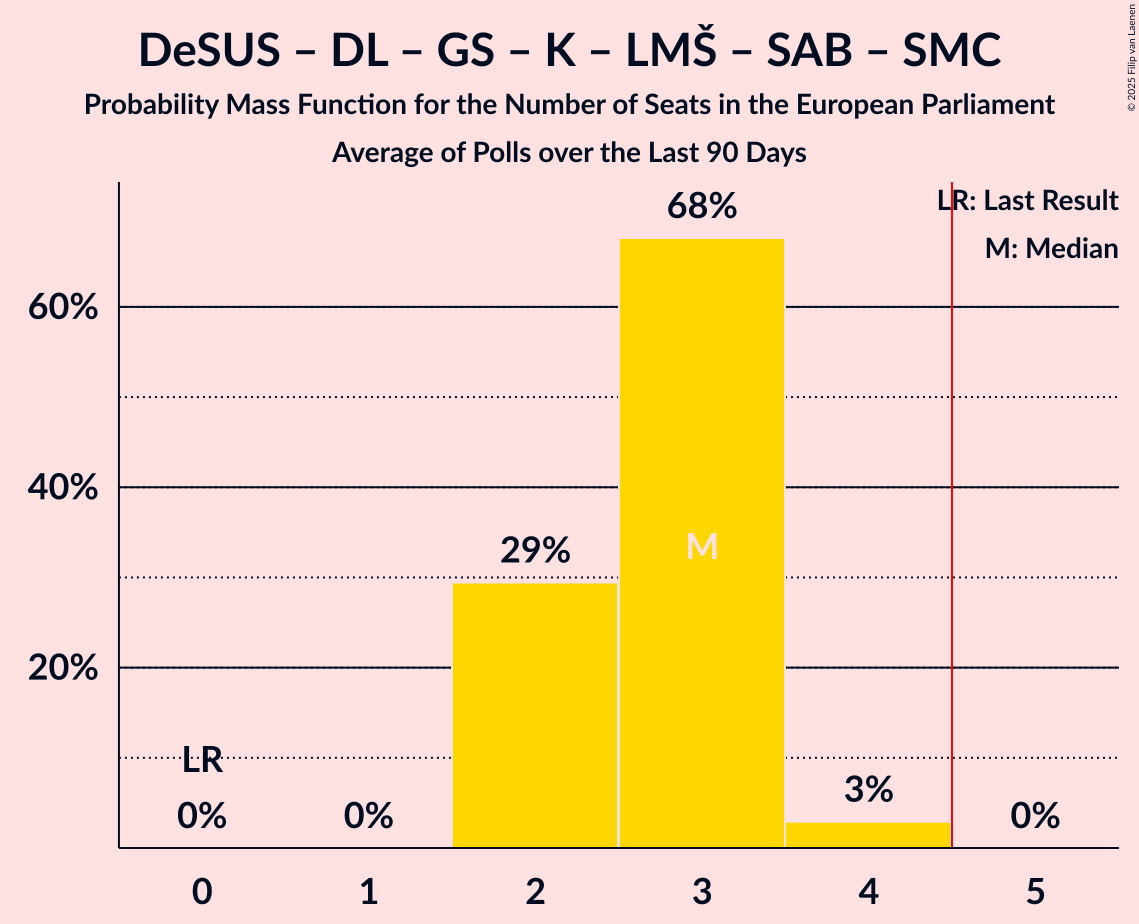 DeSUS – DL – GS – K – LMŠ – SAB – SMC
Probability Mass Function for the Number of Seats in the European Parliament
Average of Polls over the Last 90 Days
© 2025 Filip van Laenen
LR: Last Result
M: Median
68%
60%
40%
29%
M
20%
LR
3%
0%
0%
0%
0 1 2 3 4 5